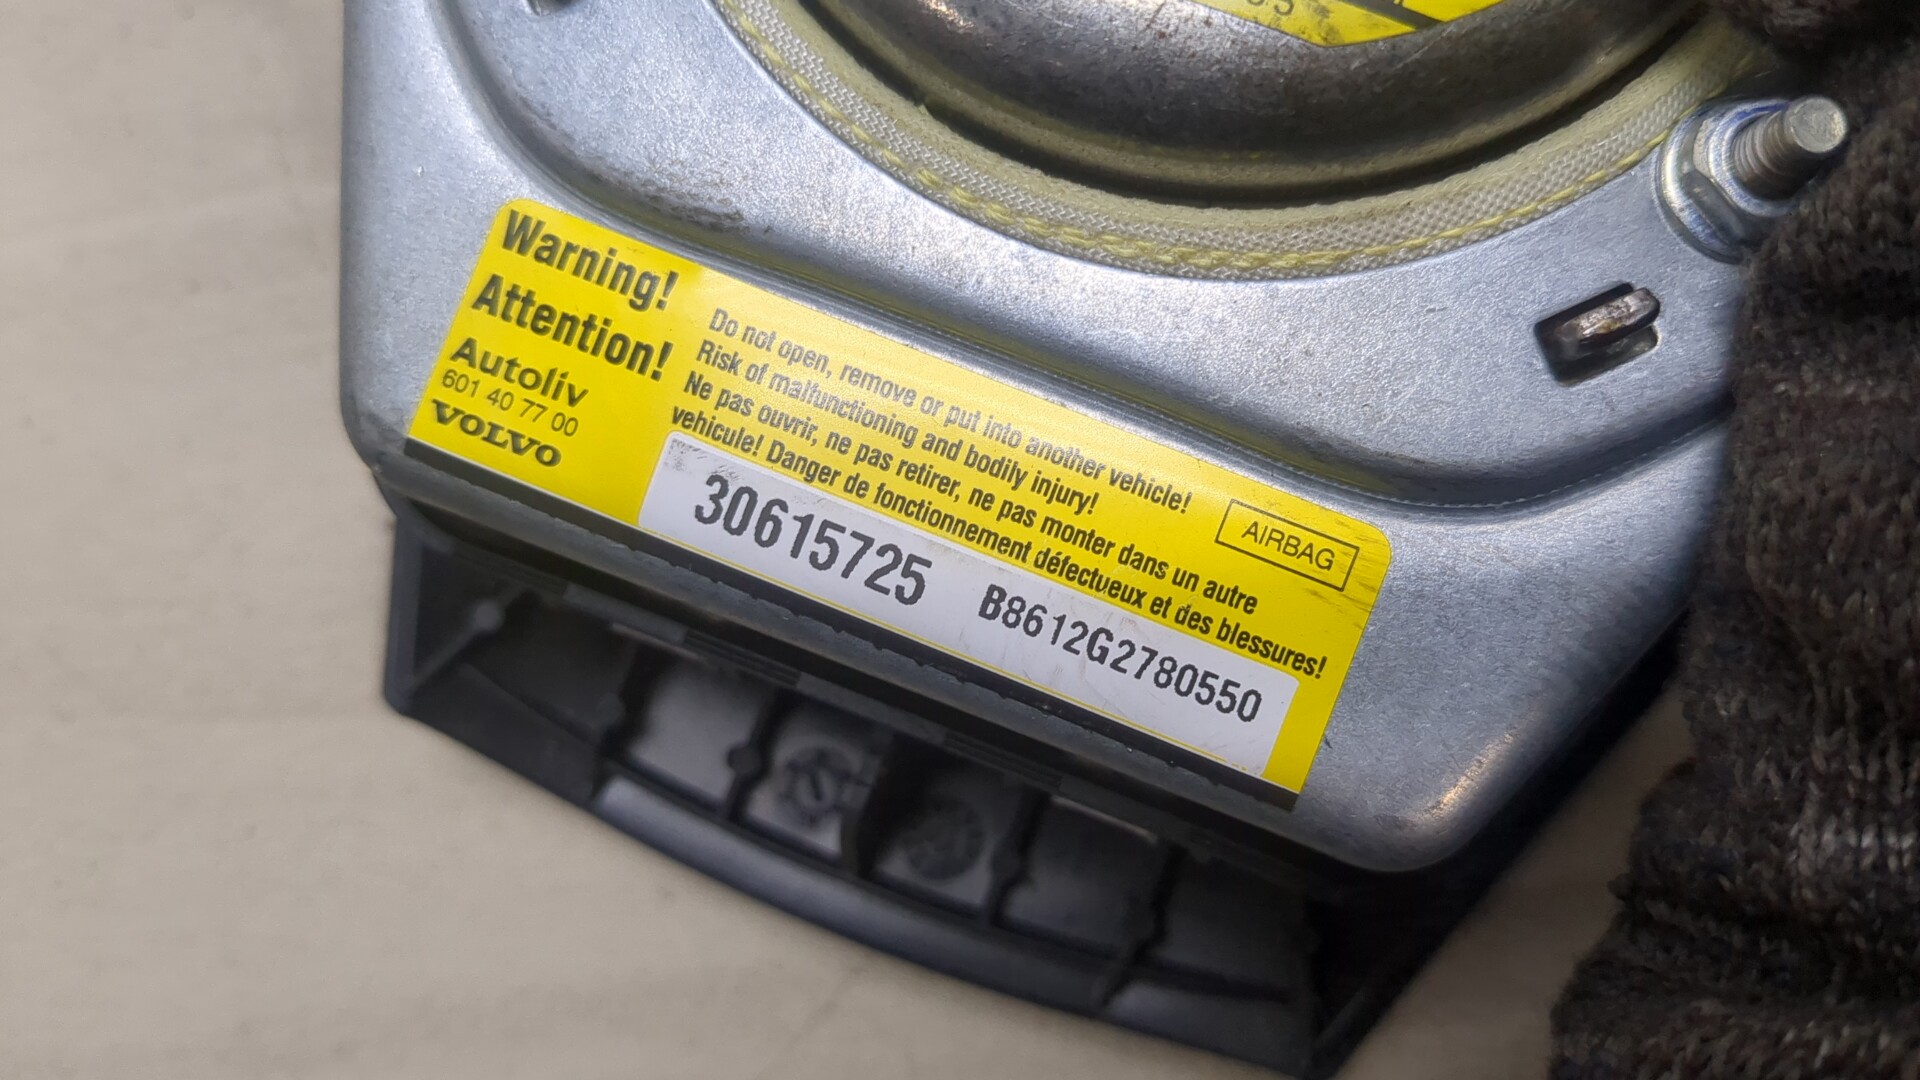 Warning!
Attention!
Autoliv
601 40 77 00
VOLVO
Do not open, remove or put into another vehicle!
Risk of malfunctioning and bodily injury!
Ne pas ouvrir, ne pas retirer, ne pas monter dans un autre
vehicule! Danger de fonctionnement défectueux et des blessures!
AIRBAG
30615725
B8612G2780550